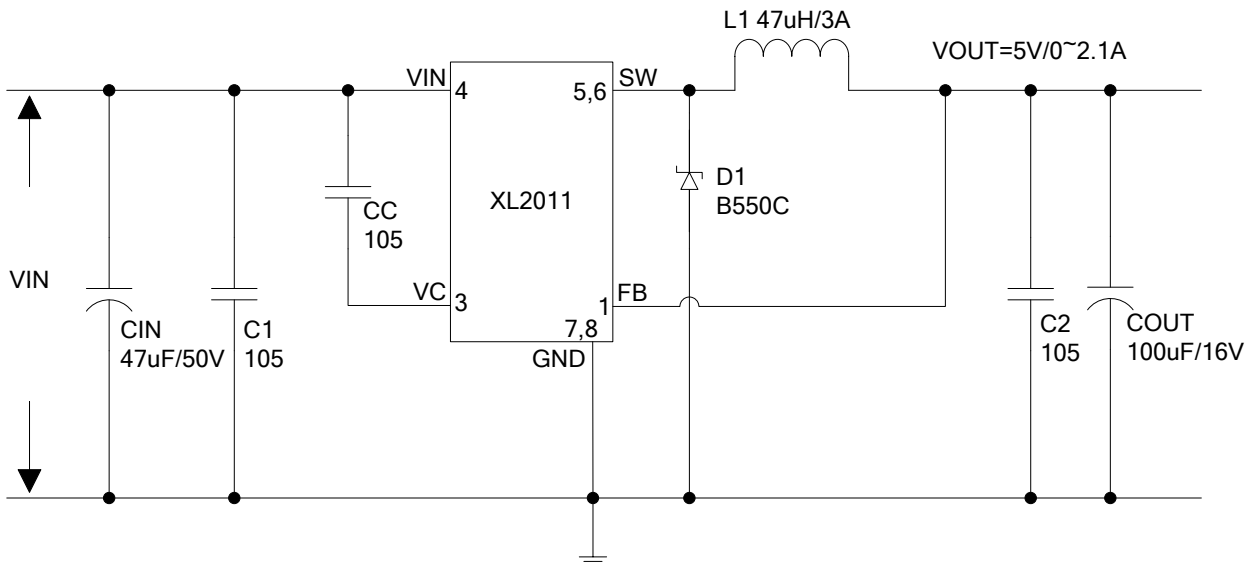 L1 47uH/3A
VOUT=5V/0~2.1A
VIN
4
5,6
SW
XL2011
D1
B550C
CC
105
VIN
VC
3
1
FB
7,8
GND
CIN
47uF/50V
C1
105
C2
105
COUT
100uF/16V